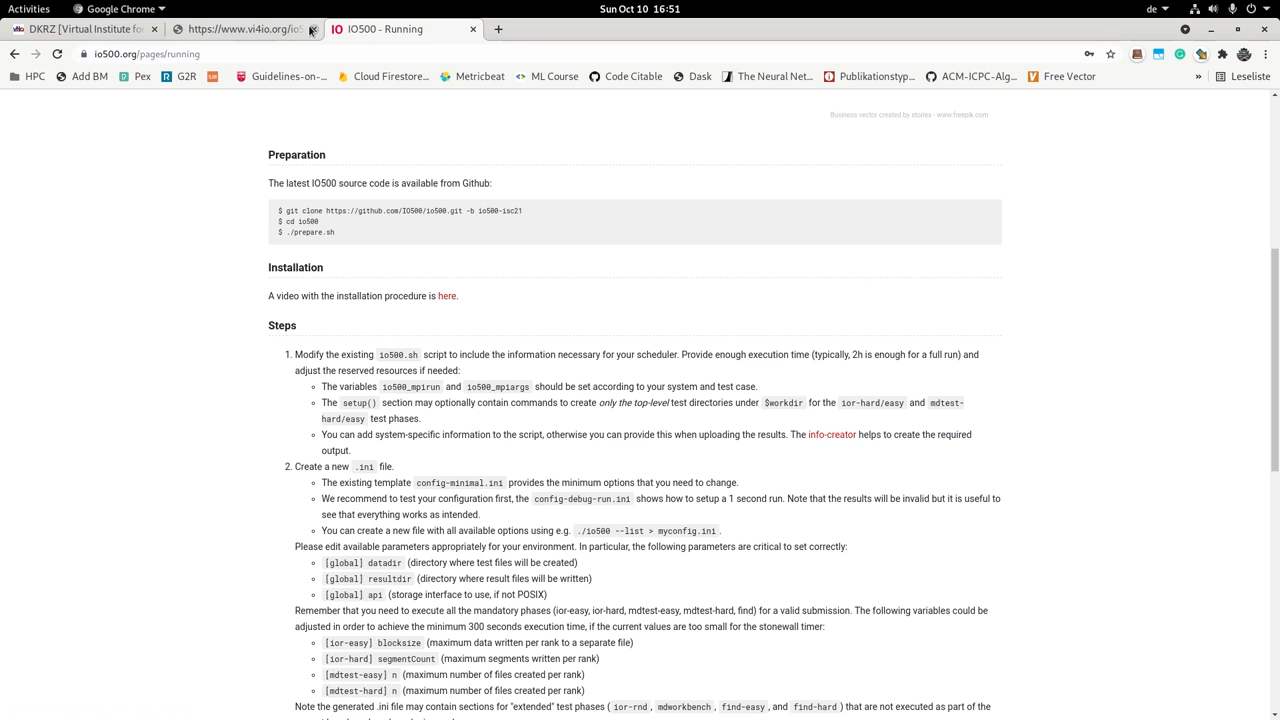 Activities Google Chrome Sun Oct 10 16:51 de
DKRZ [Virtual Institute for https://www.vi4io.org/io5 IO500 - Running
io500.org/pages/running
HPC Add BM Pex G2R Guidelines-on-... Cloud Firestore... Metricbeat ML Course Code Citable Dask The Neural Net... Publikationstyp... ACM-ICPC-Alg... Free Vector » Leseliste
Business vector created by stories - www.freepik.com
Preparation
The latest IO500 source code is available from Github:
$ git clone https://github.com/IO500/io500.git -b io500-isc21
$ cd io500
$ ./prepare.sh
Installation
A video with the installation procedure is here.
Steps
1. Modify the existing io500.sh script to include the information necessary for your scheduler. Provide enough execution time (typically, 2h is enough for a full run) and
adjust the reserved resources if needed:
The variables io500_mpirun and io500_mpiargs should be set according to your system and test case.
The setup() section may optionally contain commands to create only the top-level test directories under $workdir for the ior-hard/easy and mdtest-
hard/easy test phases.
You can add system-specific information to the script, otherwise you can provide this when uploading the results. The info-creator helps to create the required
output.
2. Create a new .ini file.
The existing template config-minimal.ini provides the minimum options that you need to change.
We recommend to test your configuration first, the config-debug-run.ini shows how to setup a 1 second run. Note that the results will be invalid but it is useful to
see that everything works as intended.
You can create a new file with all available options using e.g. ./io500 --list > myconfig.ini.
Please edit available parameters appropriately for your environment. In particular, the following parameters are critical to set correctly:
[global] datadir (directory where test files will be created)
[global] resultdir (directory where result files will be written)
[global] api (storage interface to use, if not POSIX)
Remember that you need to execute all the mandatory phases (ior-easy, ior-hard, mdtest-easy, mdtest-hard, find) for a valid submission. The following variables could be
adjusted in order to achieve the minimum 300 seconds execution time, if the current values are too small for the stonewall timer:
[ior-easy] blocksize (maximum data written per rank to a separate file)
[ior-hard] segmentCount (maximum segments written per rank)
[mdtest-easy] n (maximum number of files created per rank)
[mdtest-hard] n (maximum number of files created per rank)
Note the generated .ini file may contain sections for "extended" test phases ( ior-rnd , mdworkbench , find-easy , and find-hard ) that are not executed as part of the